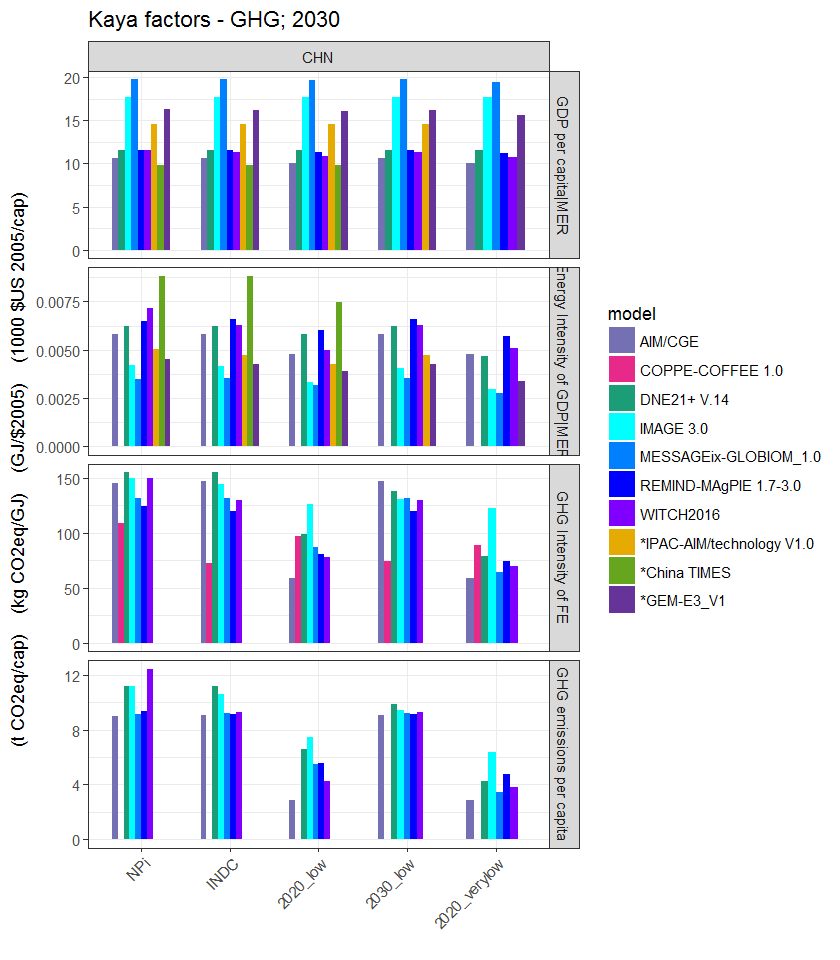 Kaya factors - GHG; 2030
CHN
20
15
10
5
0
GDP per capita|MER
0.0075
0.0050
0.0025
0.0000
Energy Intensity of GDP|MER
150
100
50
0
GHG Intensity of FE
12
8
4
0
GHG emissions per capita
(t CO2eq/cap) (kg CO2eq/GJ) (GJ/$2005) (1000 $US 2005/cap)
NPi
INDC
2020_low
2030_low
2020_verylow
model
AIM/CGE
COPPE-COFFEE 1.0
DNE21+ V.14
IMAGE 3.0
MESSAGEix-GLOBIOM_1.0
REMIND-MAgPIE 1.7-3.0
WITCH2016
*IPAC-AIM/technology V1.0
*China TIMES
*GEM-E3_V1